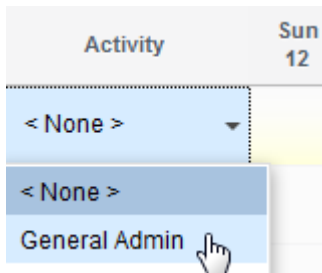 Activity
Sun
12
< None >
< None >
General Admin